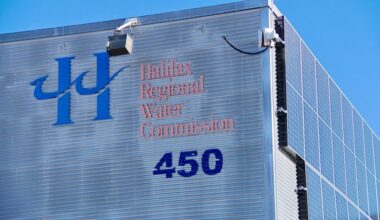 Halifax
Regional
Water
Commission
450